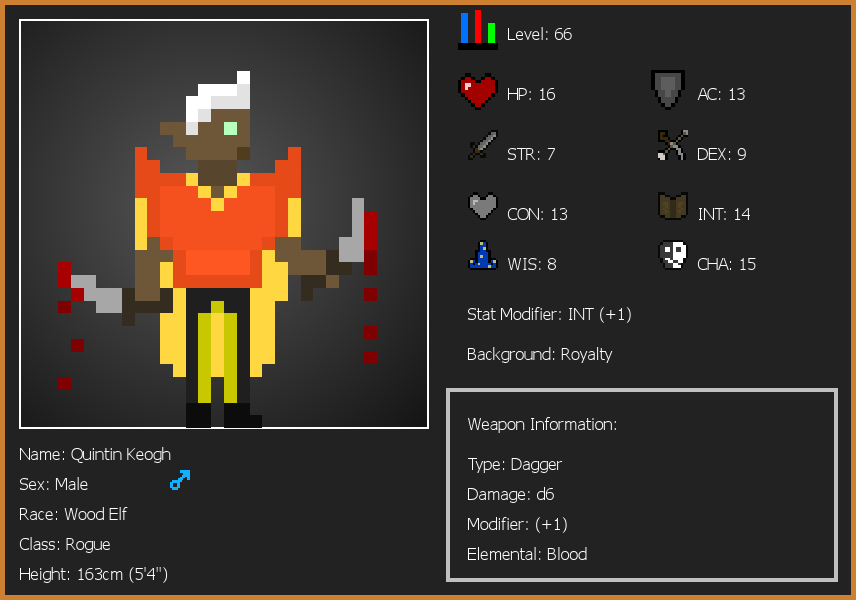 Level: 66
HP: 16
AC: 13
STR: 7
DEX: 9
CON: 13
INT: 14
WIS: 8
CHA: 15
Stat Modifier: INT (+1)
Background: Royalty
Weapon Information:
Type: Dagger
Damage: d6
Modifier: (+1)
Elemental: Blood
Name: Quintin Keogh
Sex: Male
Race: Wood Elf
Class: Rogue
Height: 163cm (5'4")